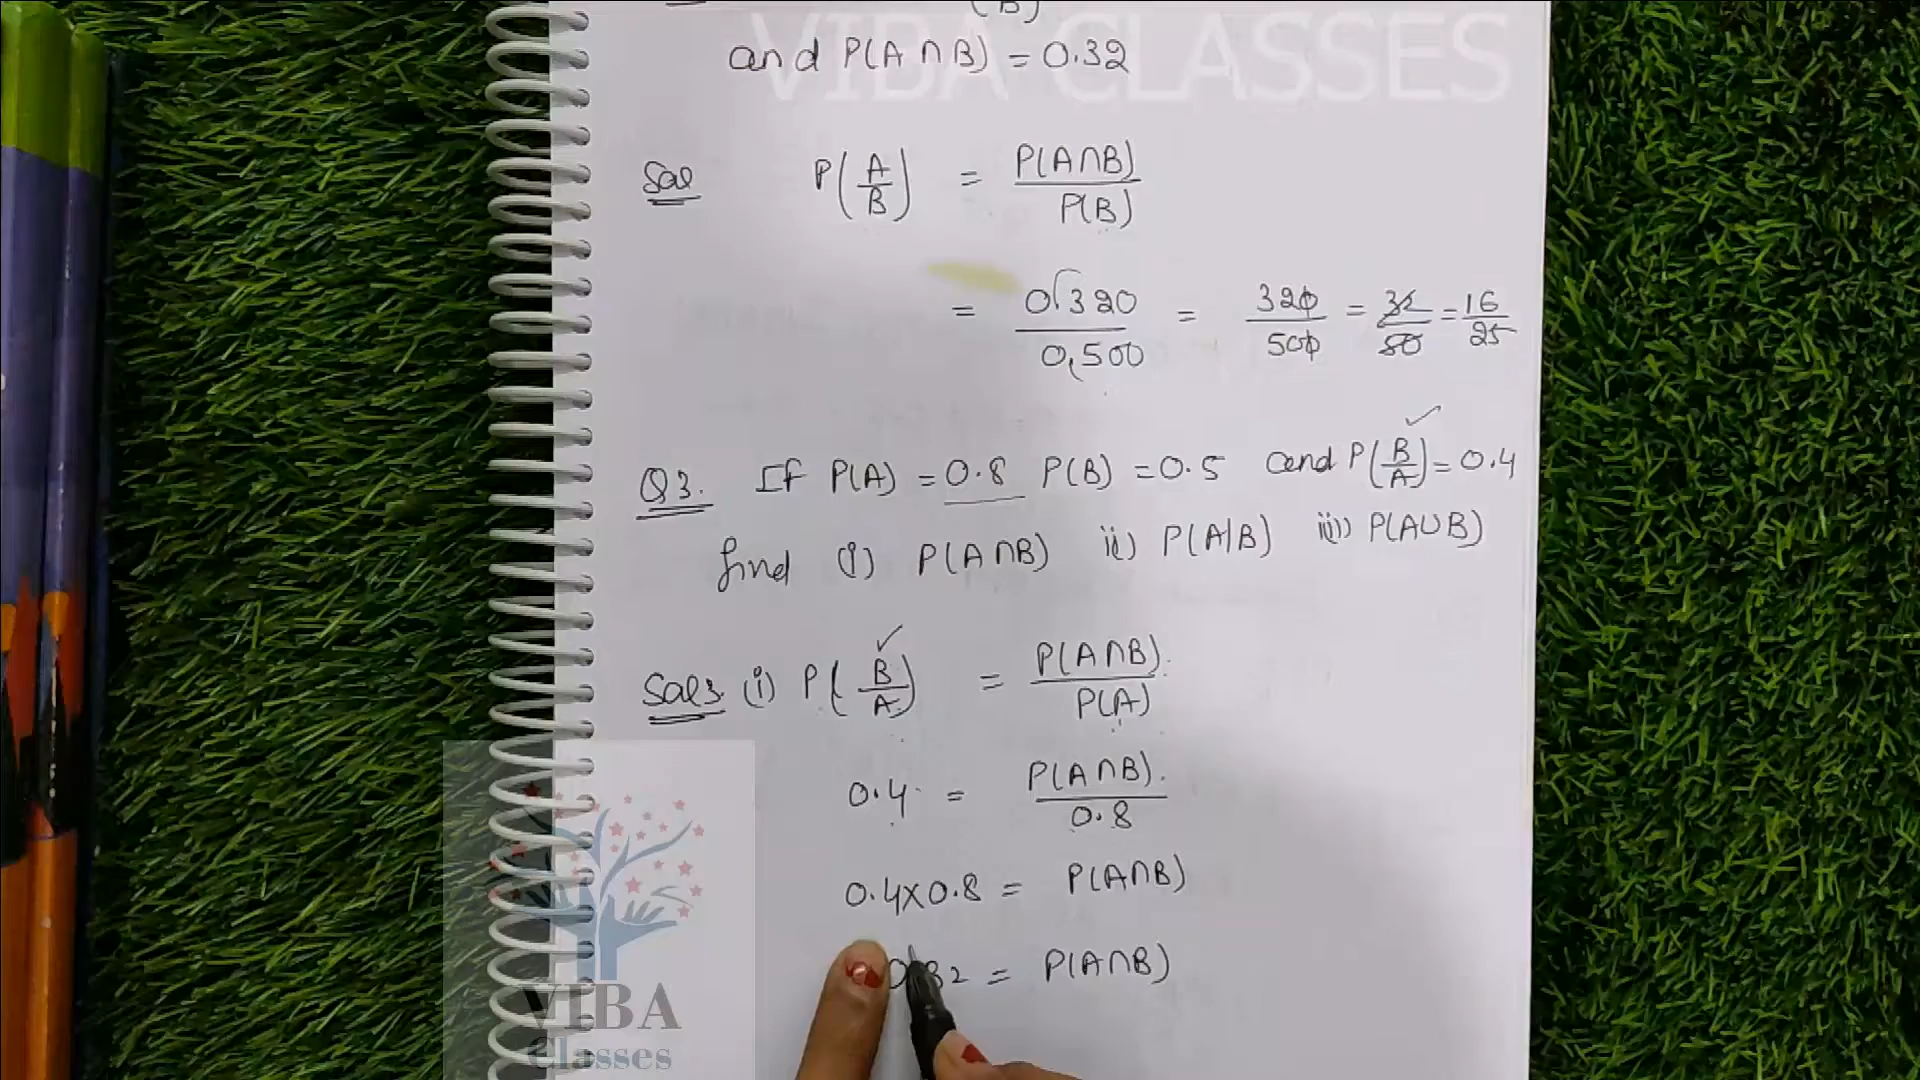 (B)
and P(A∩B) = 0.32
VIBA CLASSES
Sol P(A/B) = P(A∩B)/P(B)
= 0.320/0.500 = 320/500 = 32/50 = 16/25
Q3. If P(A) = 0.8 P(B) = 0.5 and P(B/A) = 0.4
find (i) P(A∩B) ii) P(A|B) iii) P(A∪B)
Sol3. (i) P(B/A) = P(A∩B)/P(A)
0.4 = P(A∩B)/0.8
0.4×0.8 = P(A∩B)
= P(A∩B)
VIBA
Classes